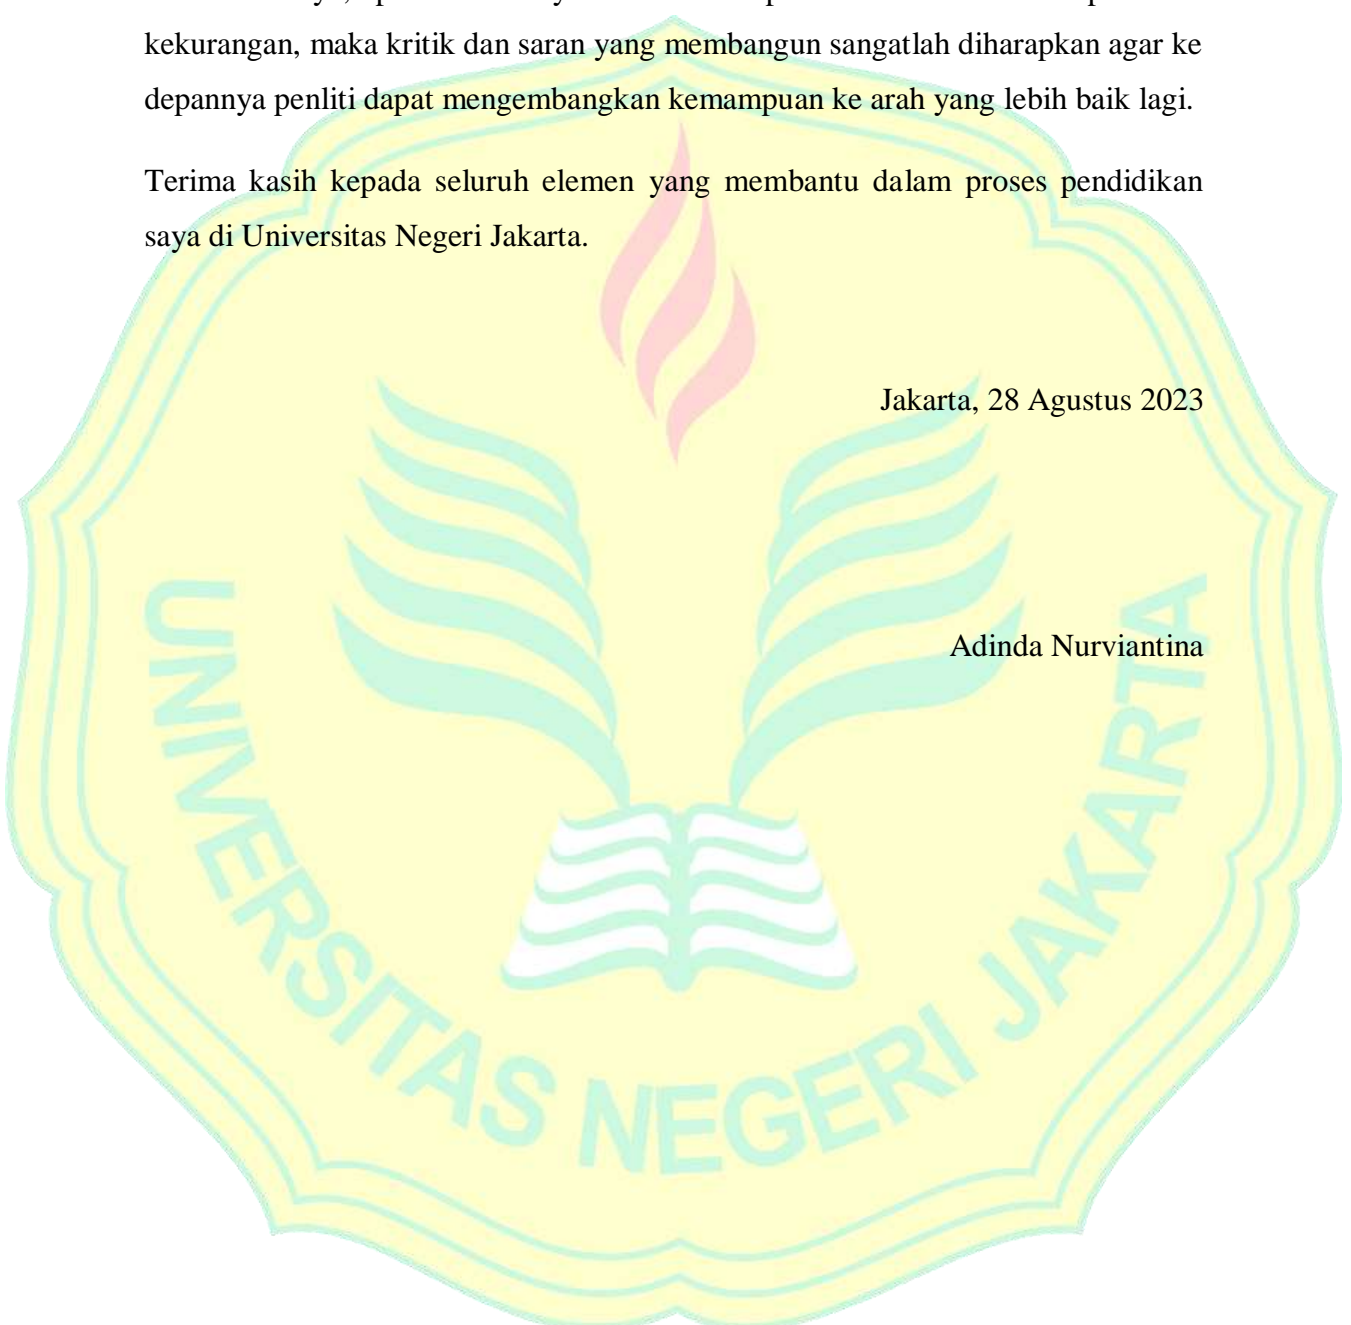 kekurangan, maka kritik dan saran yang membangun sangatlah diharapkan agar ke
depannya penliti dapat mengembangkan kemampuan ke arah yang lebih baik lagi.
Terima kasih kepada seluruh elemen yang membantu dalam proses pendidikan
saya di Universitas Negeri Jakarta.
Jakarta, 28 Agustus 2023
Adinda Nurviantina
UNIVERSITAS NEGERI JAKARTA